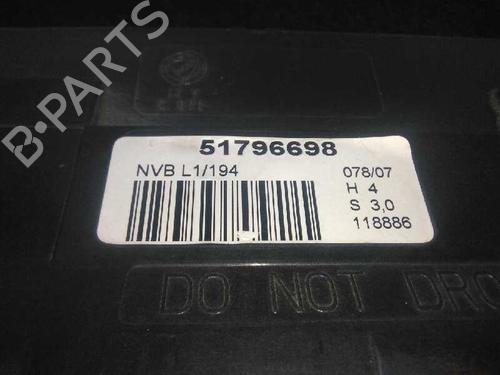 B-PARTS
51796698
NVB L1/194
078/07
H 4
S 3,0
118886
DO NOT DRO